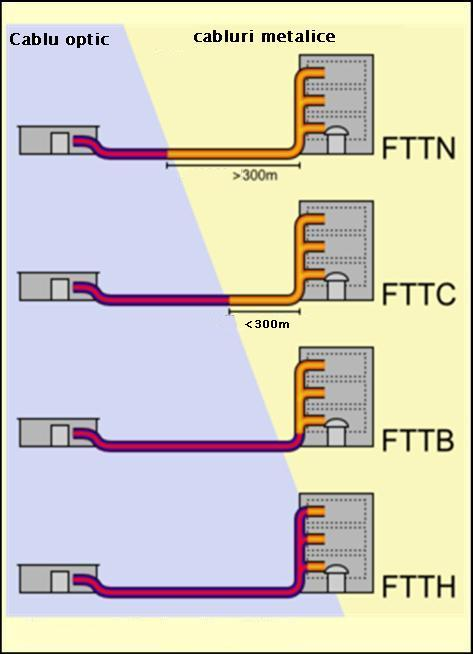 Cablu optic
cabluri metalice
FTTN
>300m
FTTC
<300m
FTTB
FTTH